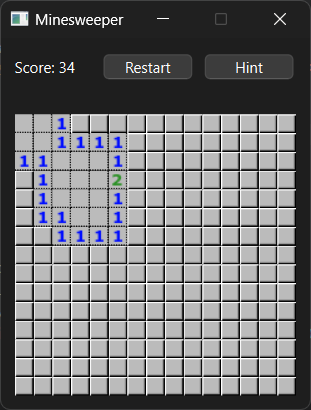 Minesweeper
Score: 34 Restart Hint
1
1 1 1 1
1 1 1
1 2
1 1
1 1 1
1 1 1 1